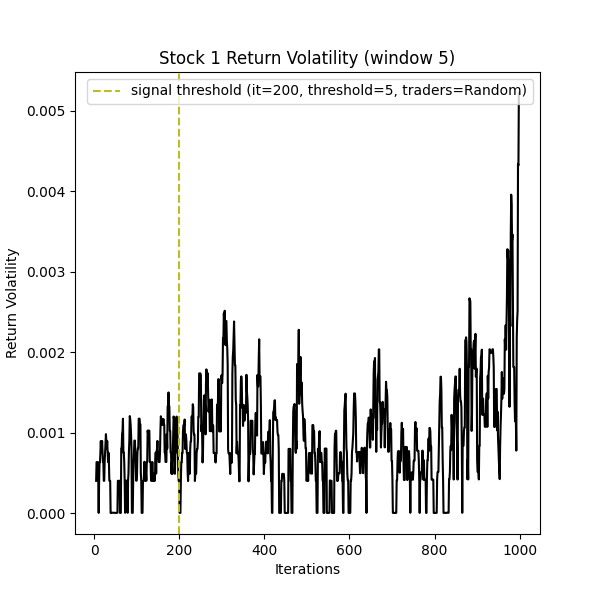 Stock 1 Return Volatility (window 5)
signal threshold (it=200, threshold=5, traders=Random)
0.005
0.004
0.003
0.002
0.001
0.000
Return Volatility
0 200 400 600 800 1000
Iterations